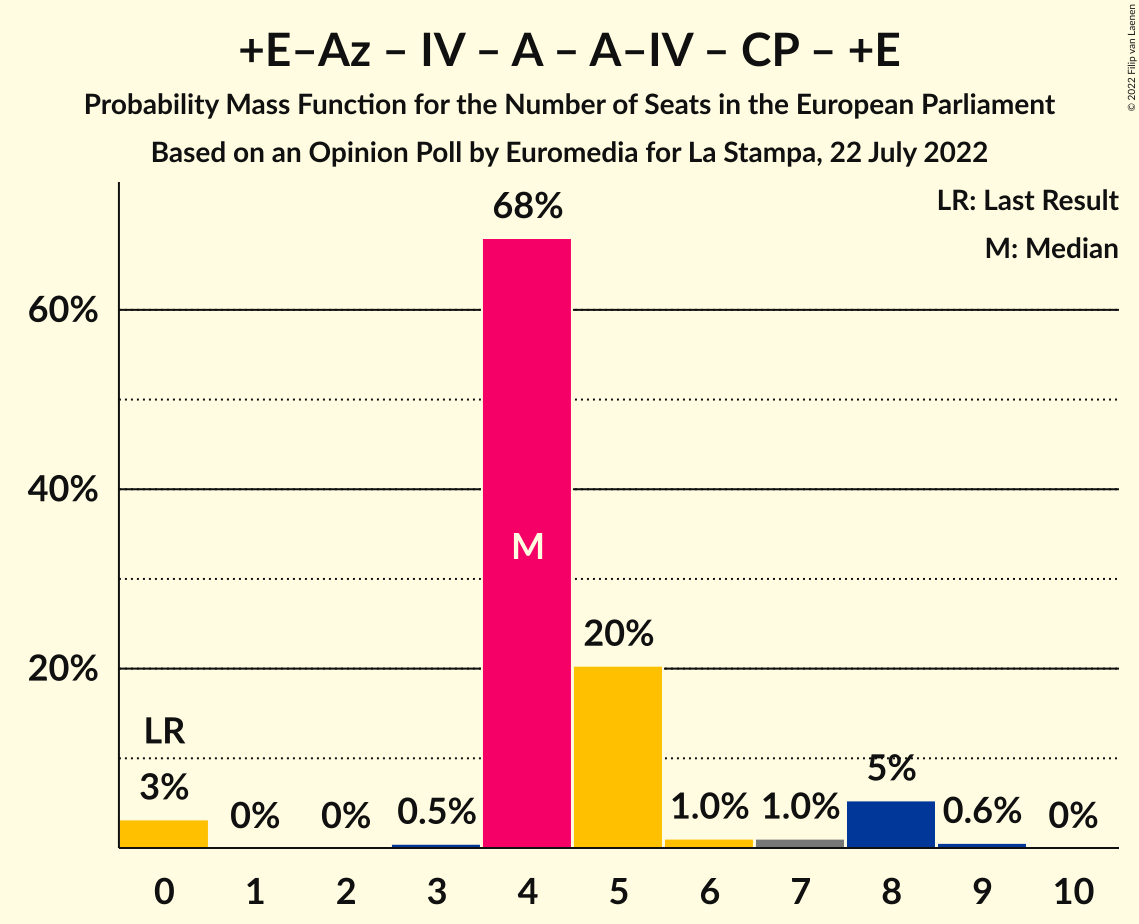 +E–Az – IV – A – A–IV – CP – +E
Probability Mass Function for the Number of Seats in the European Parliament
Based on an Opinion Poll by Euromedia for La Stampa, 22 July 2022
© 2022 Filip van Laenen
LR: Last Result
M: Median
68%
60%
40%
M
20%
20%
LR
3%
0%
0%
0.5%
1.0%
1.0%
5%
0.6%
0%
0 1 2 3 4 5 6 7 8 9 10